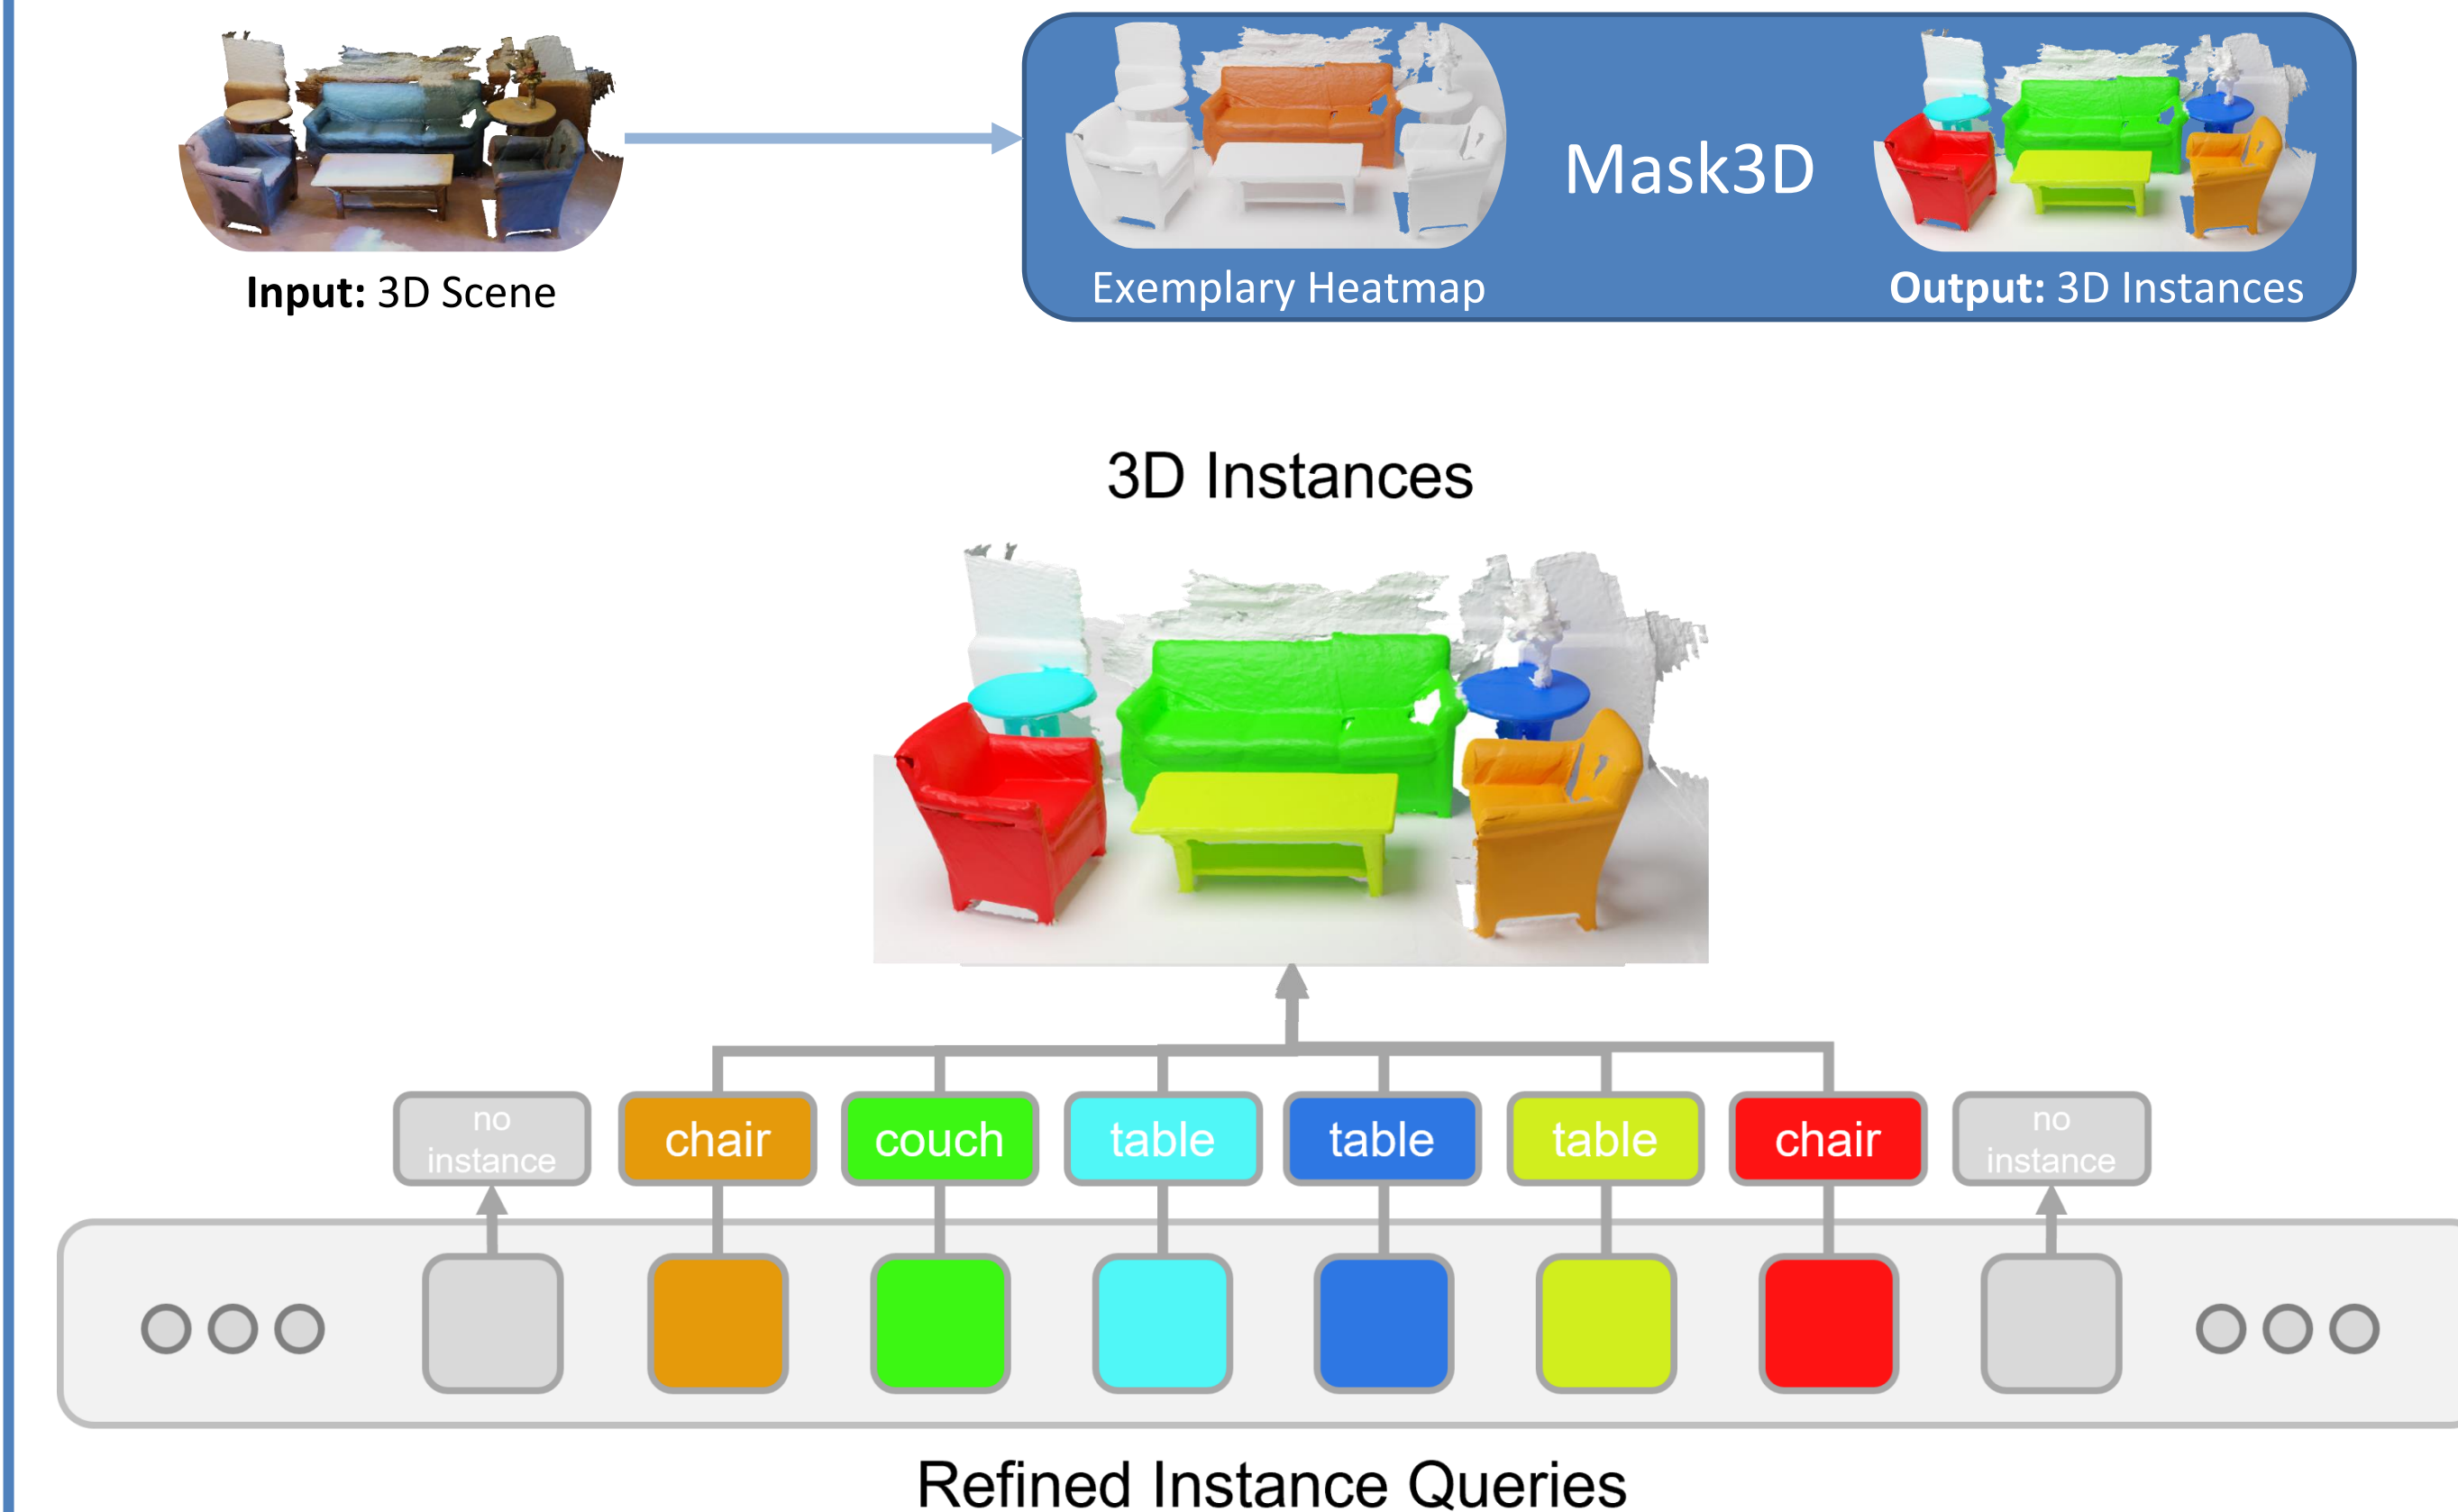 Input: 3D Scene
Exemplary Heatmap
Mask3D
Output: 3D Instances
3D Instances
no
instance
chair
couch
table
table
table
chair
no
instance
Refined Instance Queries